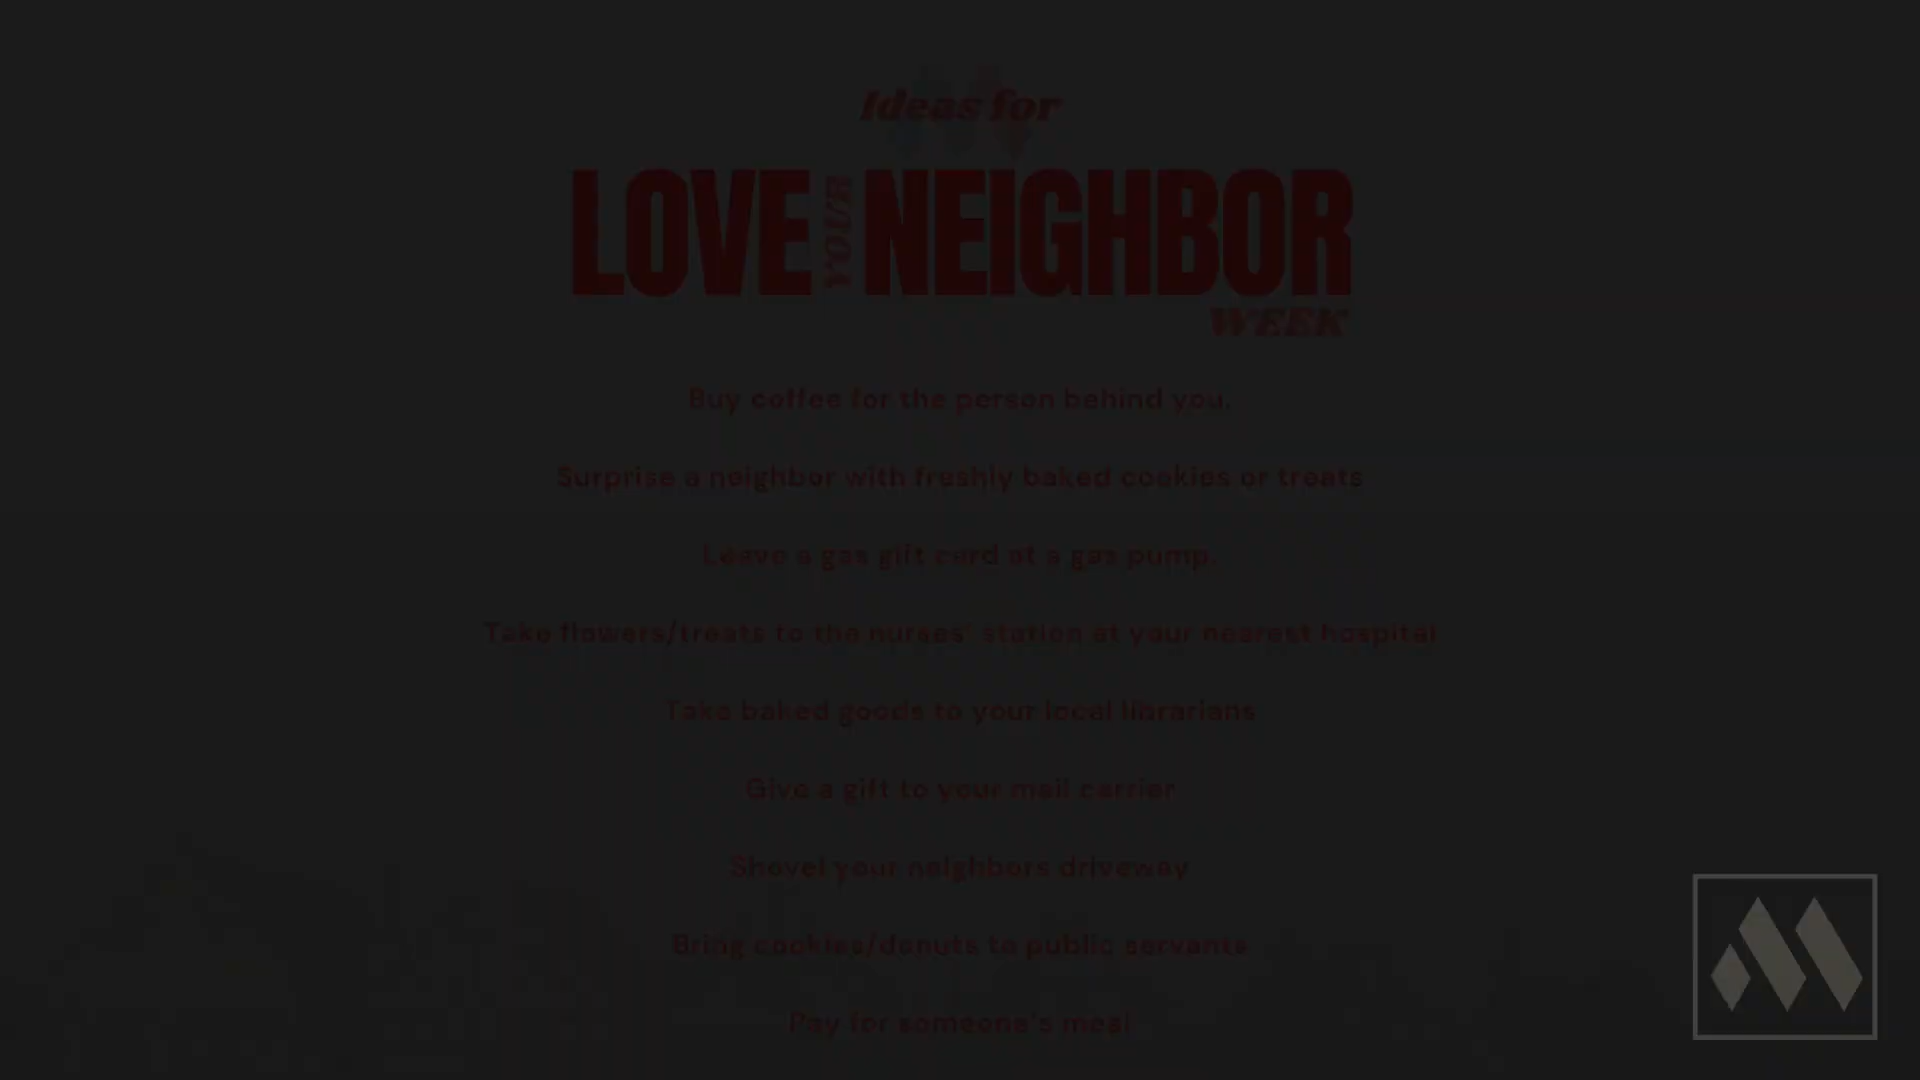 Ideas for
LOVE YOUR NEIGHBOR
WEEK
Buy coffee for the person behind you.
Surprise a neighbor with freshly baked cookies or treats
Leave a gas gift card at a gas pump.
Take flowers/treats to the nurses' station at your nearest hospital
Take baked goods to your local librarians
Give a gift to your mail carrier
Shovel your neighbors driveway
Bring cookies/donuts to public servants
Pay for someone's meal